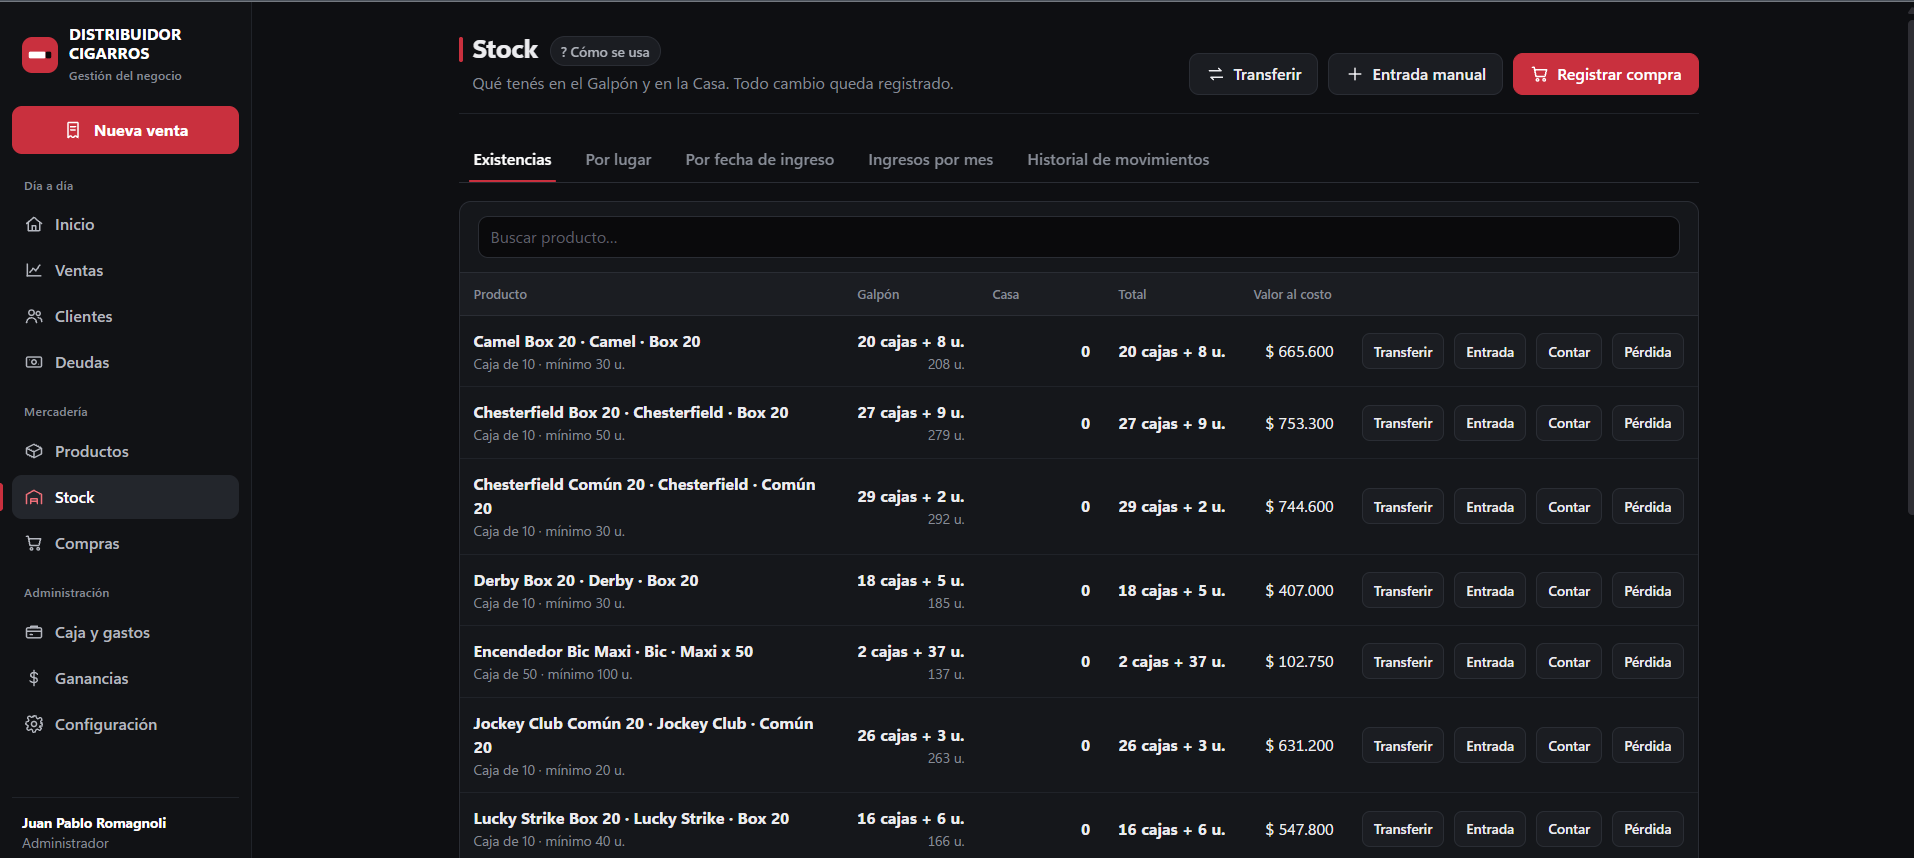 DISTRIBUIDOR
CIGARROS
Gestión del negocio
Nueva venta
Día a día
Inicio
Ventas
Clientes
Deudas
Mercadería
Productos
Stock
Compras
Administración
Caja y gastos
Ganancias
Configuración
Juan Pablo Romagnoli
Administrador
Stock
? Cómo se usa
Qué tenés en el Galpón y en la Casa. Todo cambio queda registrado.
Transferir
Entrada manual
Registrar compra
Existencias
Por lugar
Por fecha de ingreso
Ingresos por mes
Historial de movimientos
Buscar producto...
Producto Galpón Casa Total Valor al costo
Camel Box 20 · Camel · Box 20
Caja de 10 · mínimo 30 u.
20 cajas + 8 u.
208 u.
0
20 cajas + 8 u.
$ 665.600
Transferir Entrada Contar Pérdida
Chesterfield Box 20 · Chesterfield · Box 20
Caja de 10 · mínimo 50 u.
27 cajas + 9 u.
279 u.
0
27 cajas + 9 u.
$ 753.300
Transferir Entrada Contar Pérdida
Chesterfield Común 20 · Chesterfield · Común
20
Caja de 10 · mínimo 30 u.
29 cajas + 2 u.
292 u.
0
29 cajas + 2 u.
$ 744.600
Transferir Entrada Contar Pérdida
Derby Box 20 · Derby · Box 20
Caja de 10 · mínimo 30 u.
18 cajas + 5 u.
185 u.
0
18 cajas + 5 u.
$ 407.000
Transferir Entrada Contar Pérdida
Encendedor Bic Maxi · Bic · Maxi x 50
Caja de 50 · mínimo 100 u.
2 cajas + 37 u.
137 u.
0
2 cajas + 37 u.
$ 102.750
Transferir Entrada Contar Pérdida
Jockey Club Común 20 · Jockey Club · Común
20
Caja de 10 · mínimo 20 u.
26 cajas + 3 u.
263 u.
0
26 cajas + 3 u.
$ 631.200
Transferir Entrada Contar Pérdida
Lucky Strike Box 20 · Lucky Strike · Box 20
Caja de 10 · mínimo 40 u.
16 cajas + 6 u.
166 u.
0
16 cajas + 6 u.
$ 547.800
Transferir Entrada Contar Pérdida